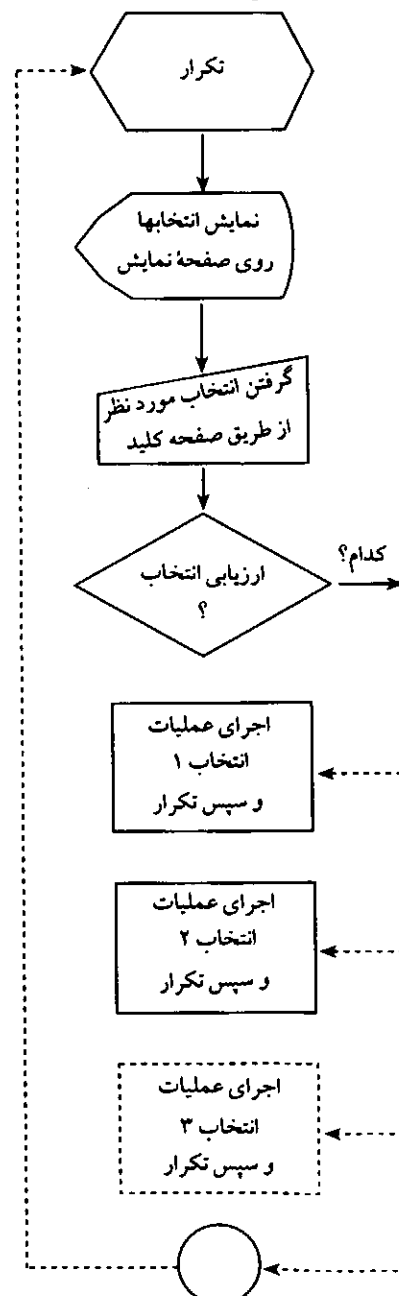 تکرار
نمایش انتخابها
روی صفحهٔ نمایش
گرفتن انتخاب مورد نظر
از طریق صفحه کلید
ارزیابی انتخاب
؟
کدام؟
اجرای عملیات
انتخاب ۱
و سپس تکرار
اجرای عملیات
انتخاب ۲
و سپس تکرار
اجرای عملیات
انتخاب ۳
و سپس تکرار